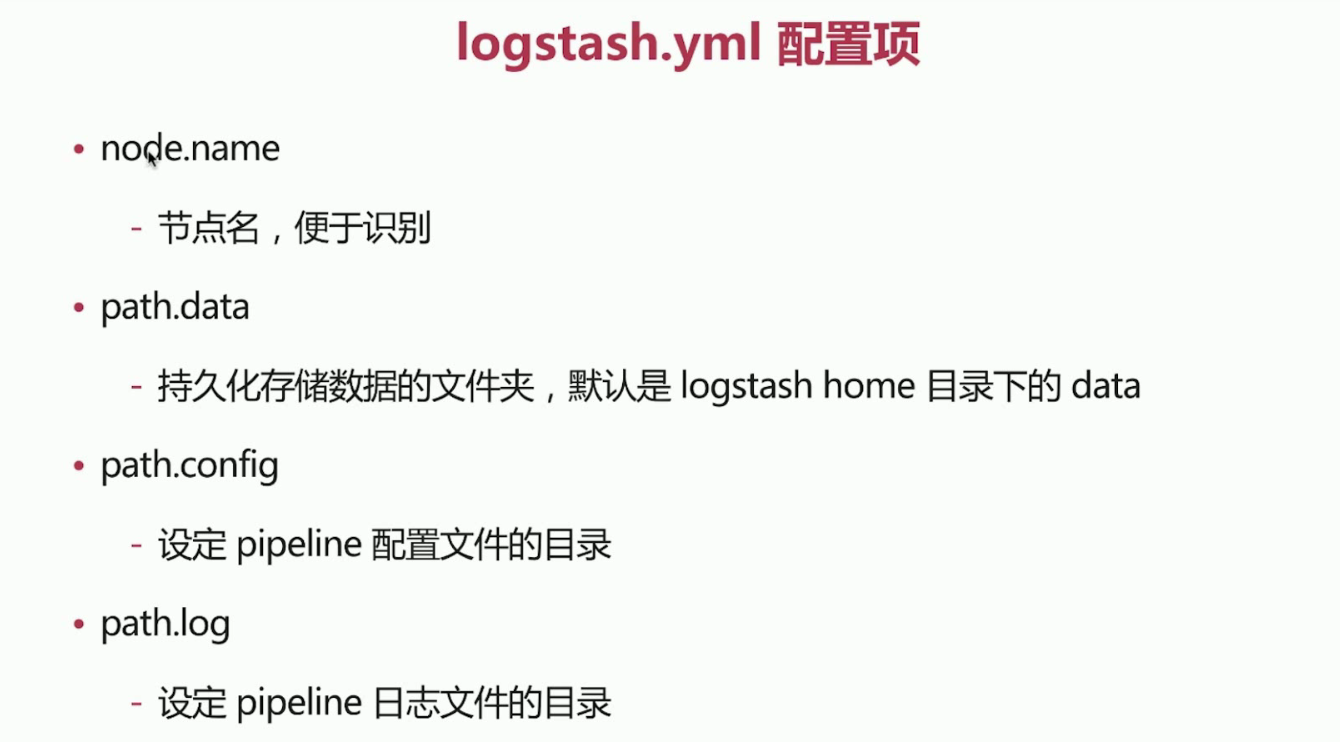 logstash.yml 配置项
• node.name
- 节点名，便于识别
• path.data
- 持久化存储数据的文件夹，默认是 logstash home 目录下的 data
• path.config
- 设定 pipeline 配置文件的目录
• path.log
- 设定 pipeline 日志文件的目录